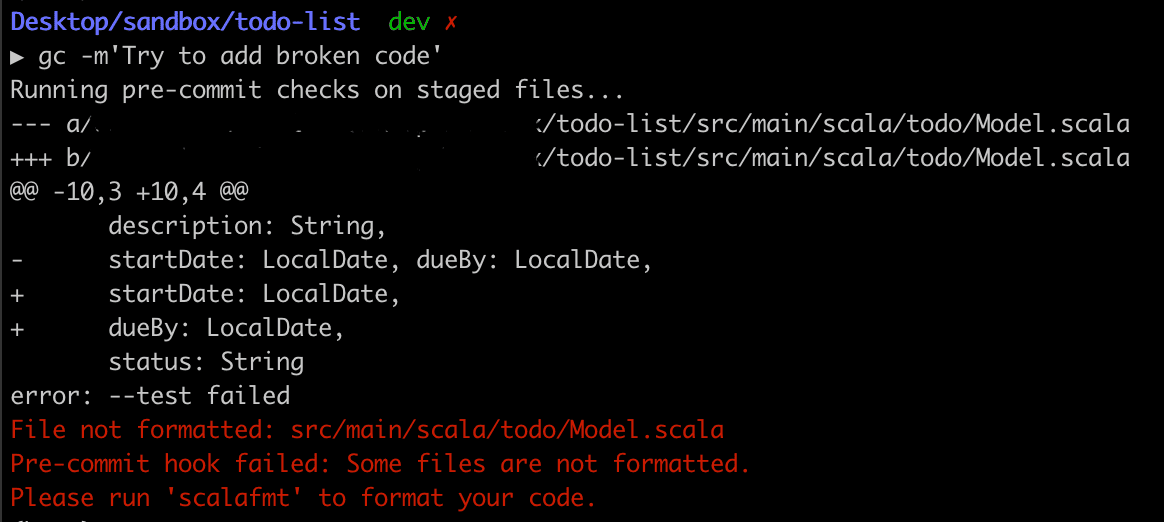 Desktop/sandbox/todo-list dev ✗
▶ gc -m'Try to add broken code'
Running pre-commit checks on staged files...
--- a/ /todo-list/src/main/scala/todo/Model.scala
+++ b/ /todo-list/src/main/scala/todo/Model.scala
@@ -10,3 +10,4 @@
       description: String,
-      startDate: LocalDate, dueBy: LocalDate,
+      startDate: LocalDate,
+      dueBy: LocalDate,
       status: String
error: --test failed
File not formatted: src/main/scala/todo/Model.scala
Pre-commit hook failed: Some files are not formatted.
Please run 'scalafmt' to format your code.